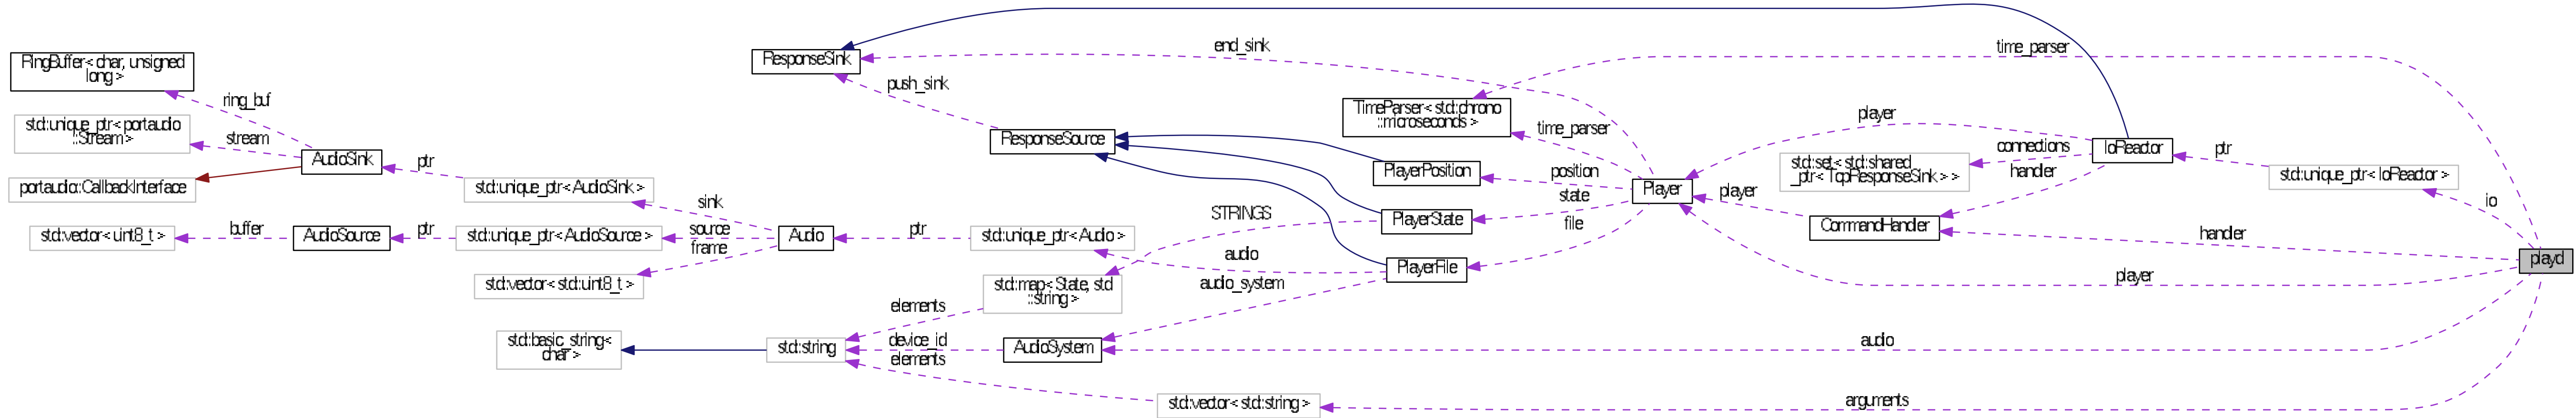 end_sink
time_parser
ResponseSink
RingBuffer< char, unsigned
long >
push_sink
ring_buf
TimeParser< std::chrono
::microseconds >
player
std::unique_ptr< portaudio
::Stream >
stream
time_parser
ResponseSource
connections
IoReactor
ptr
AudioSink
ptr
std::set< std::shared
_ptr< TcpResponseSink > >
handler
PlayerPosition
position
std::unique_ptr< IoReactor >
portaudio::CallbackInterface
std::unique_ptr< AudioSink >
Player
player
state
io
sink
STRINGS
PlayerState
file
CommandHandler
std::vector< uint8_t >
buffer
AudioSource
ptr
std::unique_ptr< AudioSource >
source
frame
Audio
ptr
std::unique_ptr< Audio >
handler
audio
PlayerFile
playd
player
std::vector< std::uint8_t >
std::map< State, std
::string >
audio_system
elements
std::basic_string<
char >
std::string
device_id
elements
AudioSystem
audio
std::vector< std::string >
arguments